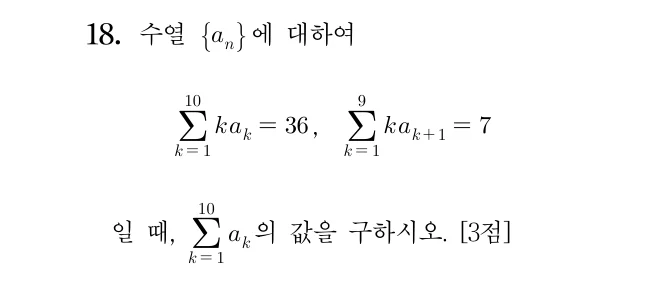 18. 수열 {aₙ}에 대하여
∑_{k=1}^{10} ka_k = 36, ∑_{k=1}^{9} ka_{k+1} = 7
일 때, ∑_{k=1}^{10} a_k의 값을 구하시오. [3점]